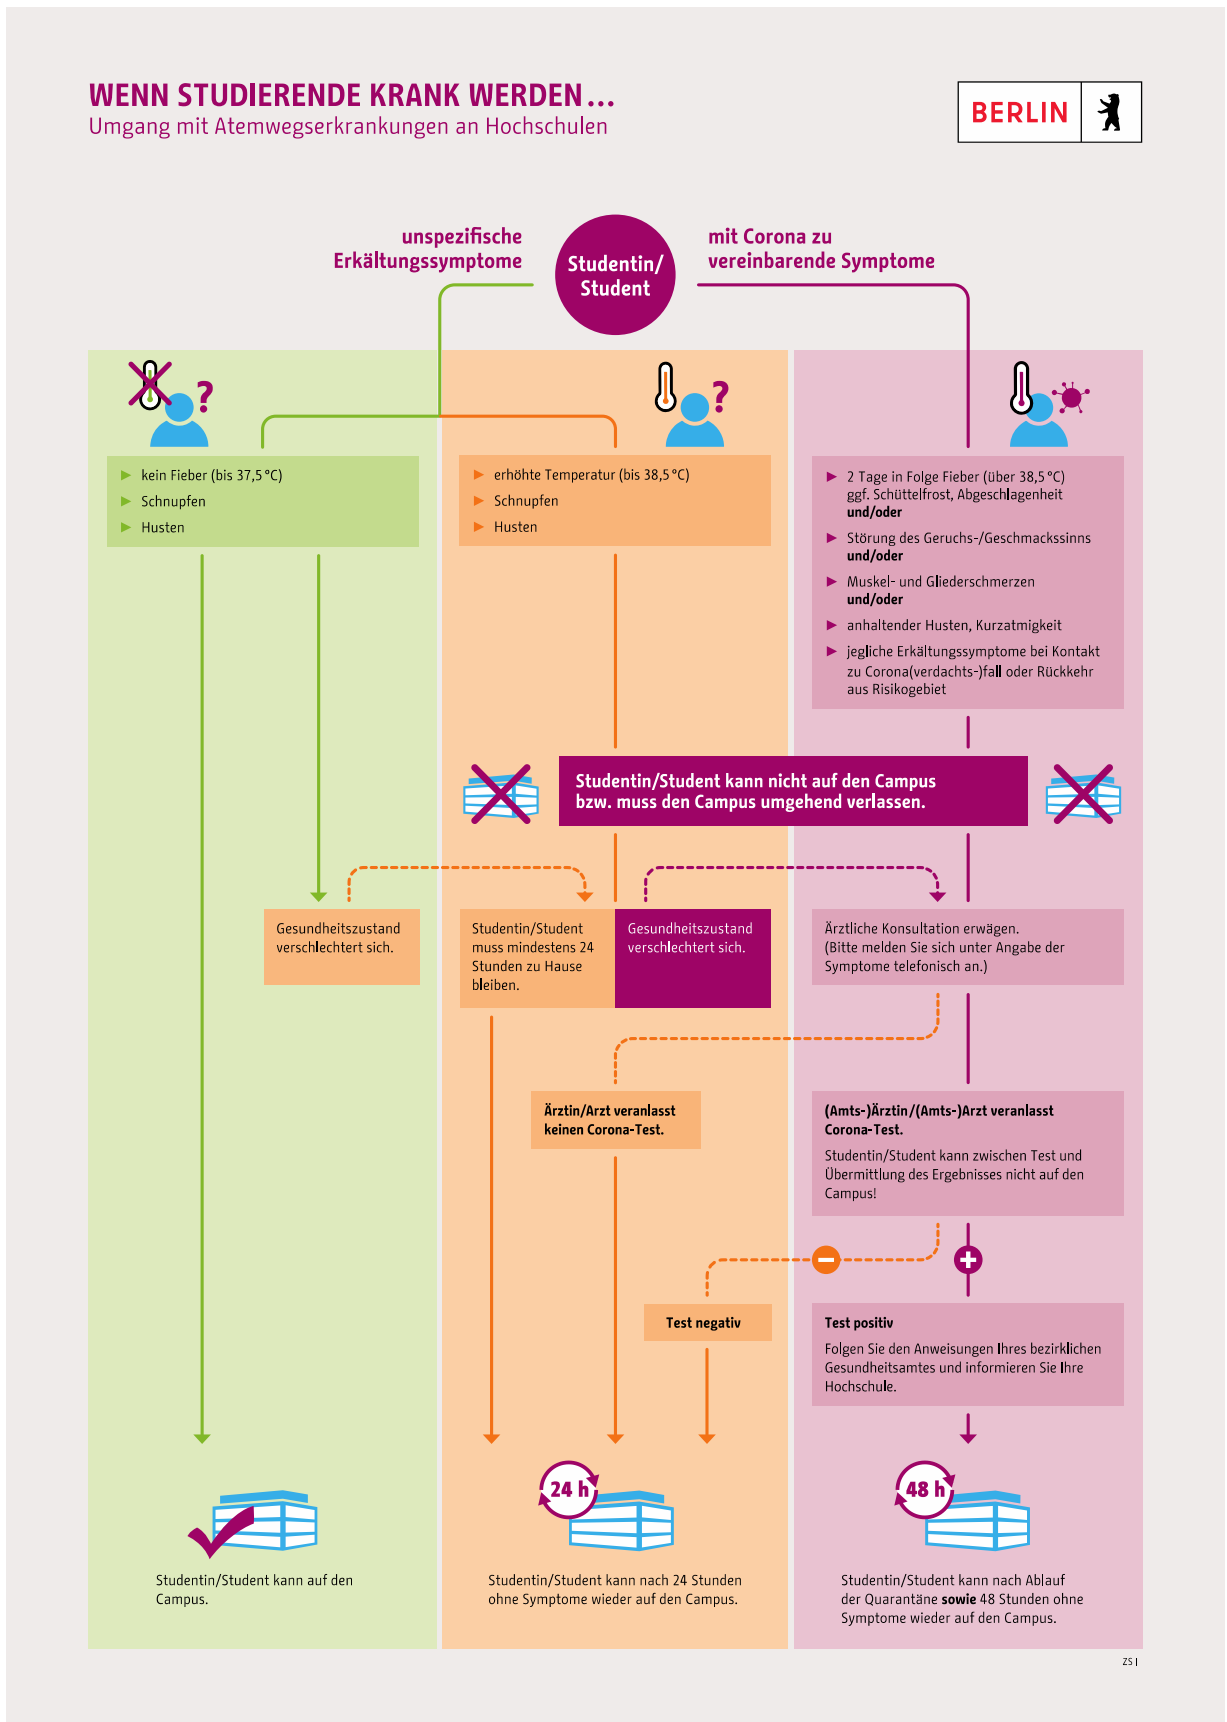 WENN STUDIERENDE KRANK WERDEN...
Umgang mit Atemwegserkrankungen an Hochschulen
BERLIN
unspezifische
Erkältungssymptome
Studentin/
Student
mit Corona zu
vereinbarende Symptome
?
► kein Fieber (bis 37,5 °C)
► Schnupfen
► Husten
?
► erhöhte Temperatur (bis 38,5 °C)
► Schnupfen
► Husten
► 2 Tage in Folge Fieber (über 38,5 °C)
ggf. Schüttelfrost, Abgeschlagenheit
und/oder
► Störung des Geruchs-/Geschmackssinns
und/oder
► Muskel- und Gliederschmerzen
und/oder
► anhaltender Husten, Kurzatmigkeit
► jegliche Erkältungssymptome bei Kontakt
zu Corona(verdachts-)fall oder Rückkehr
aus Risikogebiet
Studentin/Student kann nicht auf den Campus
bzw. muss den Campus umgehend verlassen.
Gesundheitszustand
verschlechtert sich.
Studentin/Student
muss mindestens 24
Stunden zu Hause
bleiben.
Gesundheitszustand
verschlechtert sich.
Ärztliche Konsultation erwägen.
(Bitte melden Sie sich unter Angabe der
Symptome telefonisch an.)
Ärztin/Arzt veranlasst
keinen Corona-Test.
(Amts-)Ärztin/(Amts-)Arzt veranlasst
Corona-Test.
Studentin/Student kann zwischen Test und
Übermittlung des Ergebnisses nicht auf den
Campus!
– +
Test negativ
Test positiv
Folgen Sie den Anweisungen Ihres bezirklichen
Gesundheitsamtes und informieren Sie Ihre
Hochschule.
24 h
48 h
Studentin/Student kann auf den
Campus.
Studentin/Student kann nach 24 Stunden
ohne Symptome wieder auf den Campus.
Studentin/Student kann nach Ablauf
der Quarantäne sowie 48 Stunden ohne
Symptome wieder auf den Campus.
ZS I